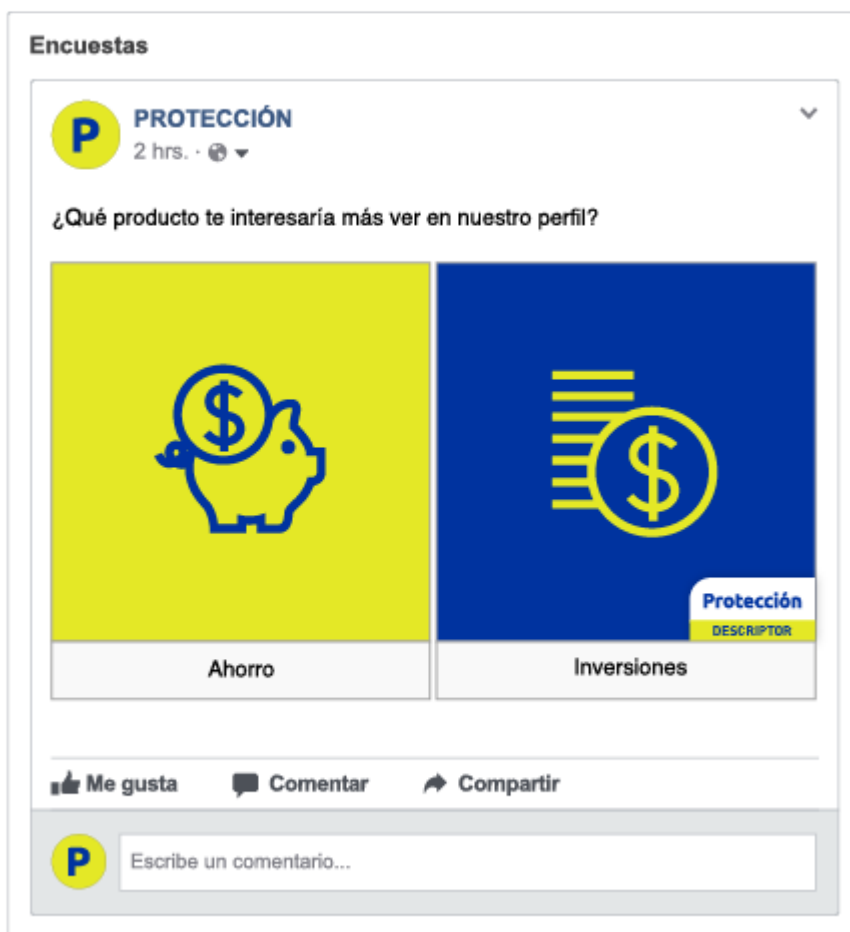 Encuestas
P
PROTECCIÓN
2 hrs. ·
¿Qué producto te interesaría más ver en nuestro perfil?
$
$
Protección
DESCRIPTOR
Ahorro
Inversiones
Me gusta
Comentar
Compartir
P
Escribe un comentario...